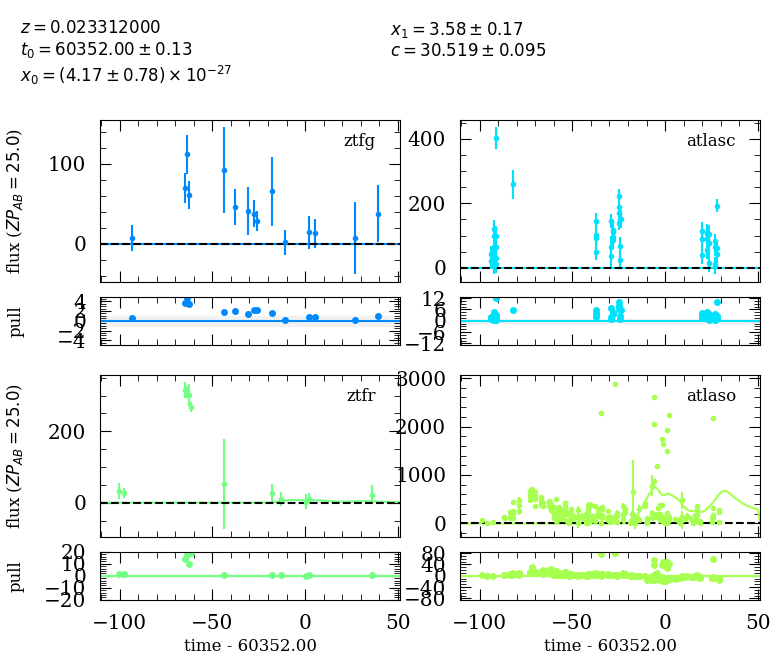 z = 0.023312000
t0 = 60352.00 ± 0.13
x0 = (4.17 ± 0.78) × 10^−27
x1 = 3.58 ± 0.17
c = 30.519 ± 0.095
flux (ZP_AB = 25.0)
100
0
ztfg
400
200
0
atlasc
pull
4
2
0
−2
−4
12
6
0
−6
−12
flux (ZP_AB = 25.0)
200
0
ztfr
3000
2000
1000
0
atlaso
pull
20
10
0
−10
−20
80
40
0
−40
−80
−100 −50 0 50
−100 −50 0 50
time - 60352.00
time - 60352.00